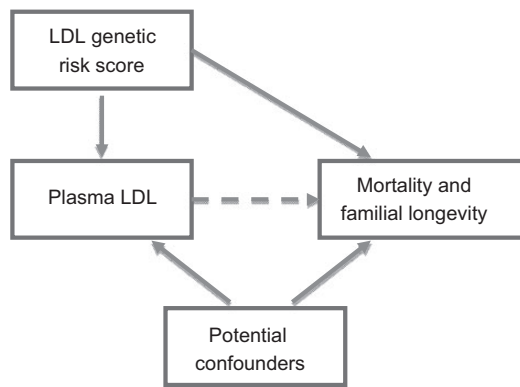 LDL genetic
risk score
Plasma LDL
Mortality and
familial longevity
Potential
confounders